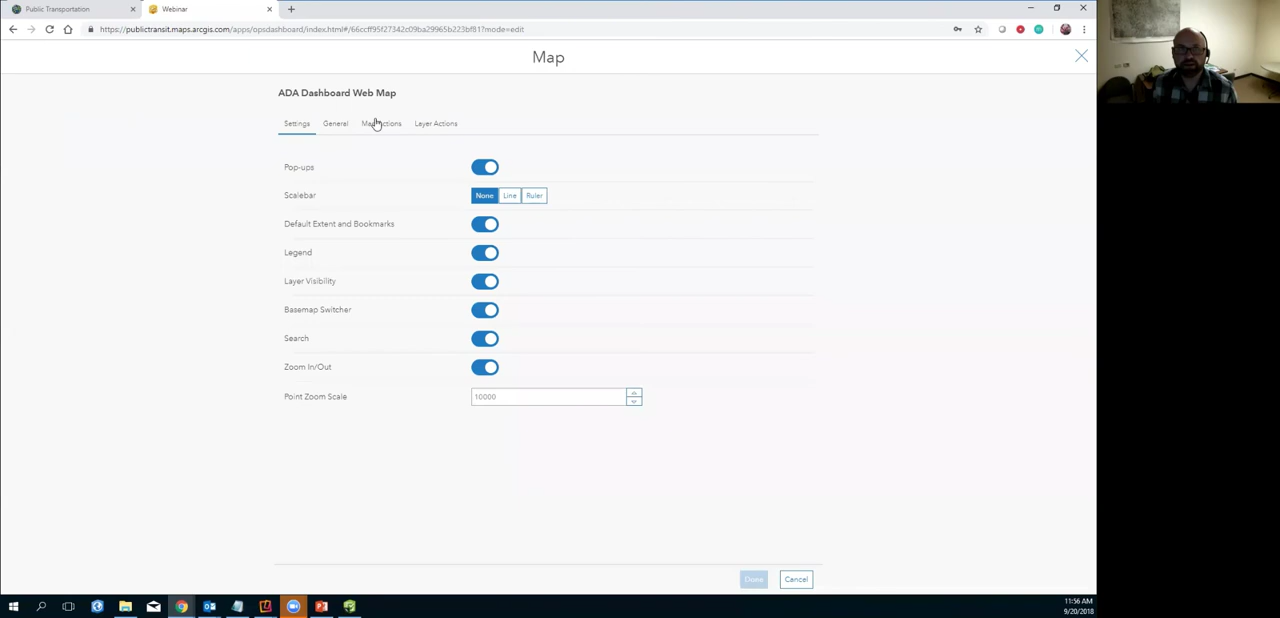 Public Transportation
Webinar
https://publictransit.maps.arcgis.com/apps/opsdashboard/index.html#/66ccff95f27342c09ba29965b223bf81?mode=edit
Map
ADA Dashboard Web Map
Settings General Map Actions Layer Actions
Pop-ups
Scalebar None Line Ruler
Default Extent and Bookmarks
Legend
Layer Visibility
Basemap Switcher
Search
Zoom In/Out
Point Zoom Scale 10000
Done Cancel
11:56 AM
9/20/2018